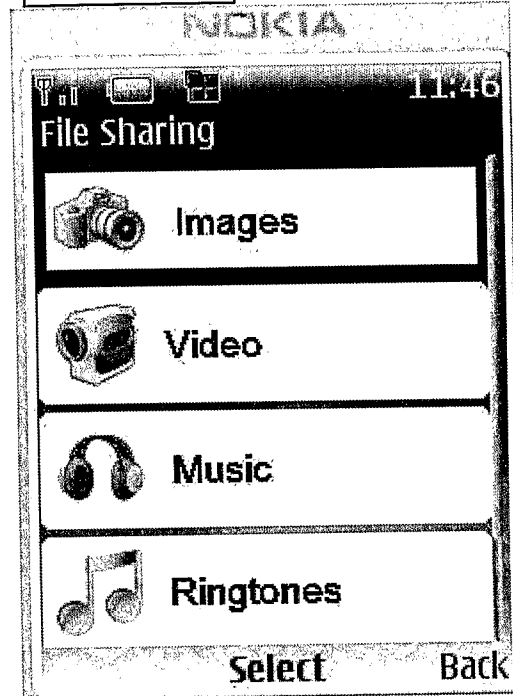 NOKIA
11:46
File Sharing
Images
Video
Music
Ringtones
Select Back